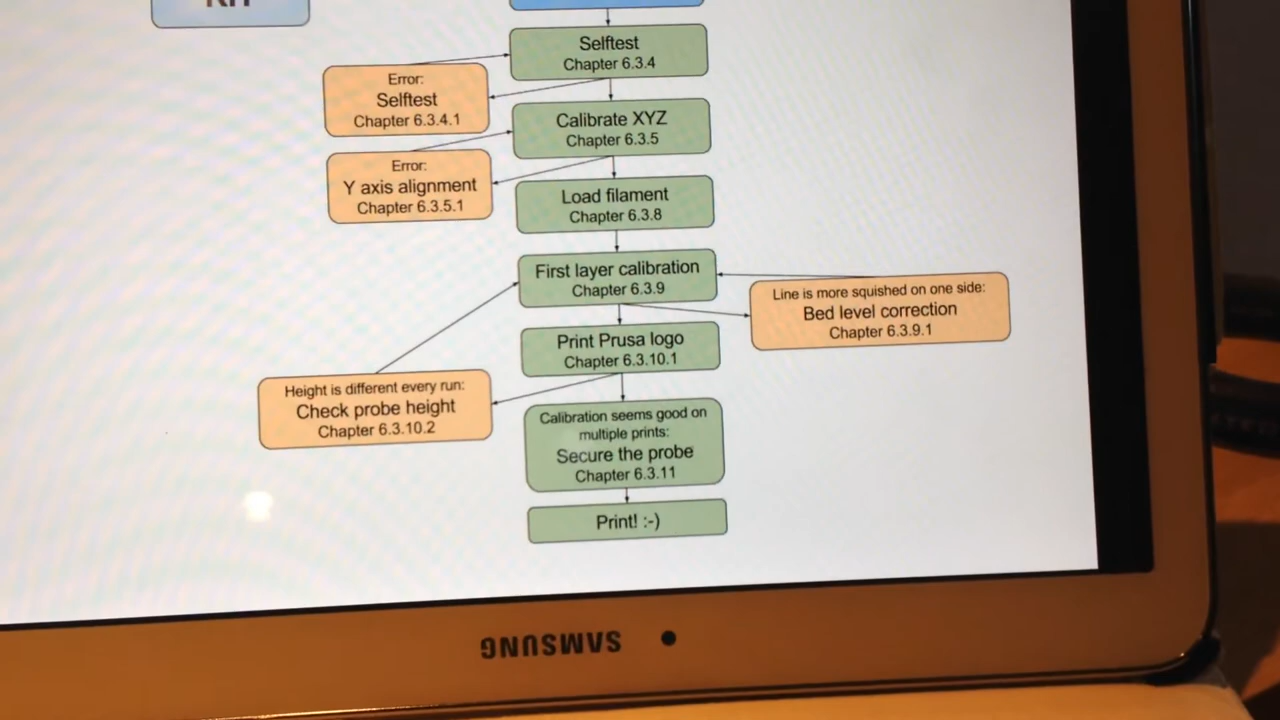 Selftest
Chapter 6.3.4
Error:
Selftest
Chapter 6.3.4.1
Calibrate XYZ
Chapter 6.3.5
Error:
Y axis alignment
Chapter 6.3.5.1
Load filament
Chapter 6.3.8
First layer calibration
Chapter 6.3.9
Line is more squished on one side:
Bed level correction
Chapter 6.3.9.1
Print Prusa logo
Chapter 6.3.10.1
Height is different every run:
Check probe height
Chapter 6.3.10.2
Calibration seems good on
multiple prints:
Secure the probe
Chapter 6.3.11
Print! :-)
SAMSUNG